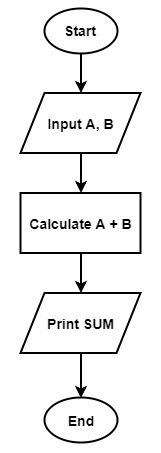 Start
Input A, B
Calculate A + B
Print SUM
End